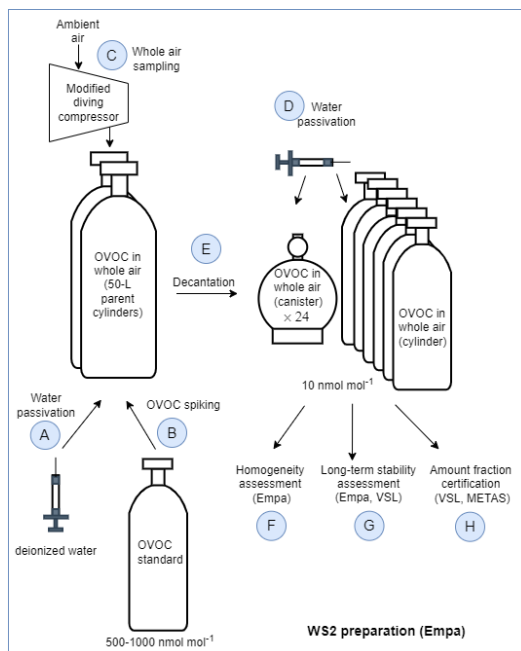 Ambient
air
C
Whole air
sampling
Modified
diving
compressor
D
Water
passivation
OVOC in
whole air
(50-L
parent
cylinders)
E
Decantation
OVOC in
whole air
(canister)
× 24
OVOC in
whole air
(cylinder)
10 nmol mol⁻¹
Water
passivation
A
OVOC spiking
B
deionized water
OVOC
standard
500-1000 nmol mol⁻¹
Homogeneity
assessment
(Empa)
F
Long-term stability
assessment
(Empa, VSL)
G
Amount fraction
certification
(VSL, METAS)
H
WS2 preparation (Empa)